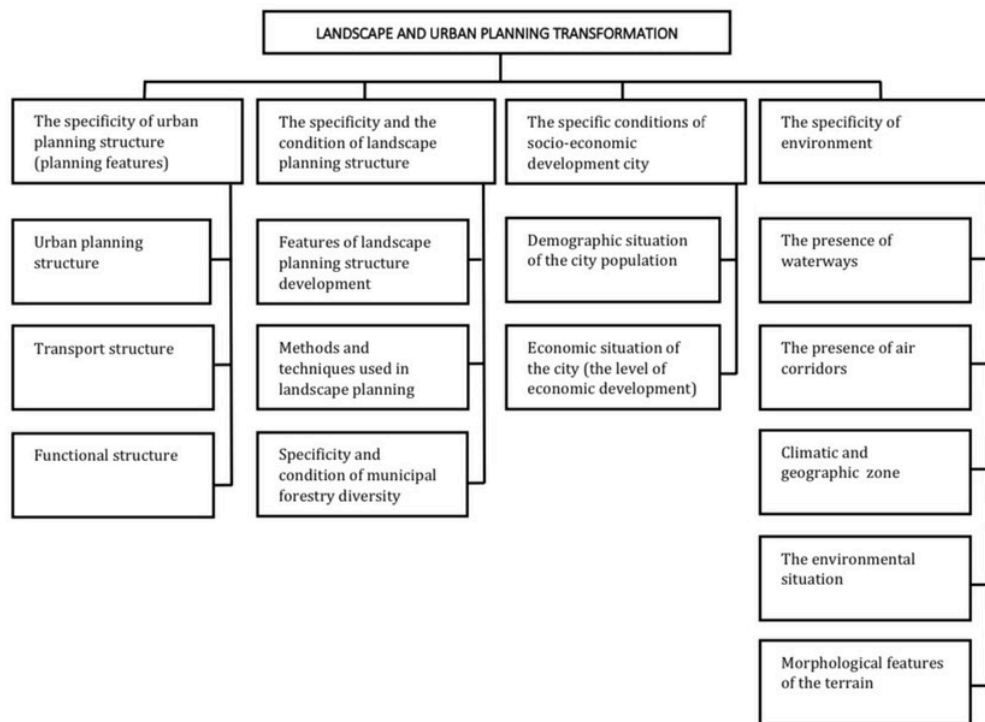 LANDSCAPE AND URBAN PLANNING TRANSFORMATION
The specificity of urban
planning structure
(planning features)
Urban planning
structure
Transport structure
Functional structure
The specificity and the
condition of landscape
planning structure
Features of landscape
planning structure
development
Methods and
techniques used in
landscape planning
Specificity and
condition of municipal
forestry diversity
The specific conditions of
socio-economic
development city
Demographic situation
of the city population
Economic situation of
the city (the level of
economic development)
The specificity of
environment
The presence of
waterways
The presence of air
corridors
Climatic and
geographic zone
The environmental
situation
Morphological features
of the terrain